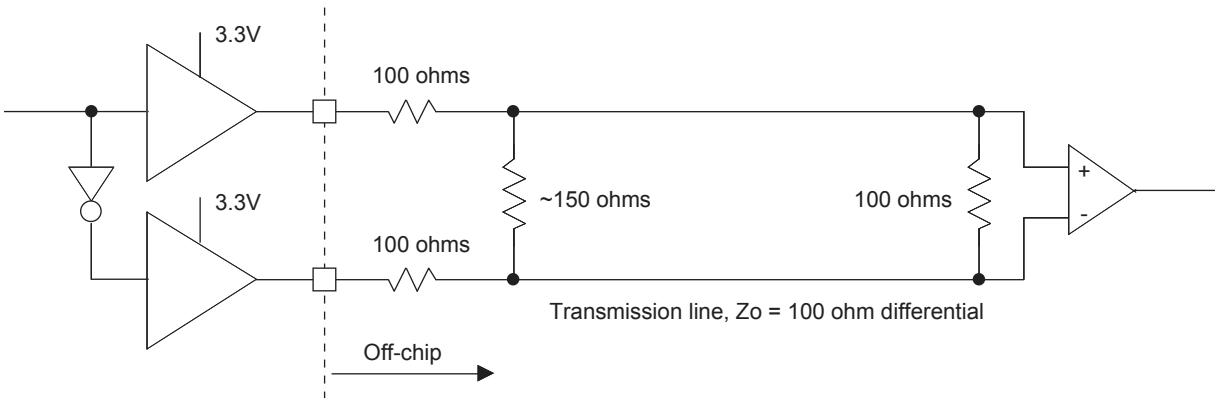 3.3V
100 ohms
+
~150 ohms
100 ohms
-
3.3V
100 ohms
Transmission line, Zo = 100 ohm differential
Off-chip